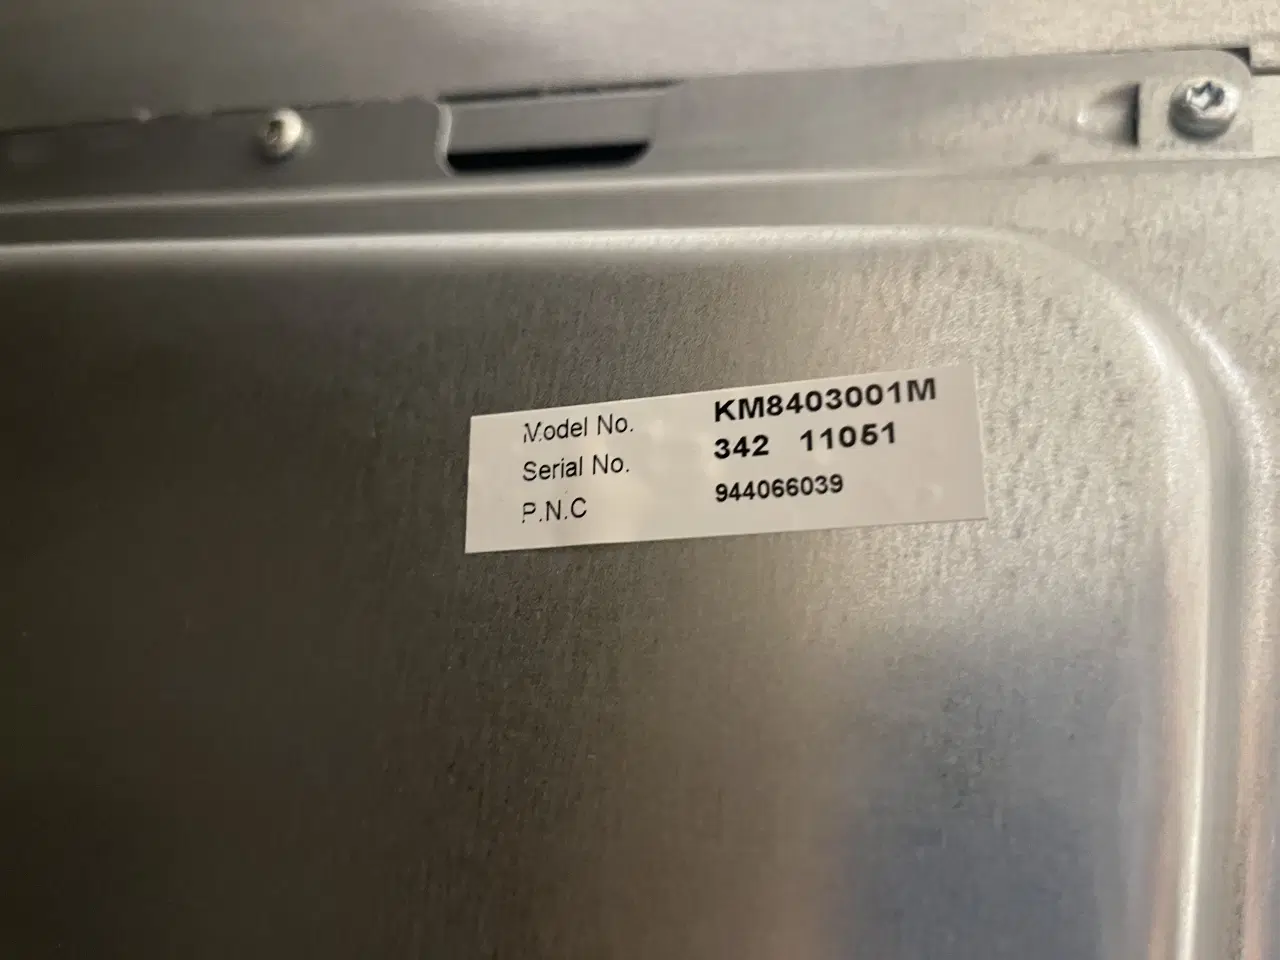 Model No. KM8403001M
Serial No. 342 11051
P.N.C 944066039